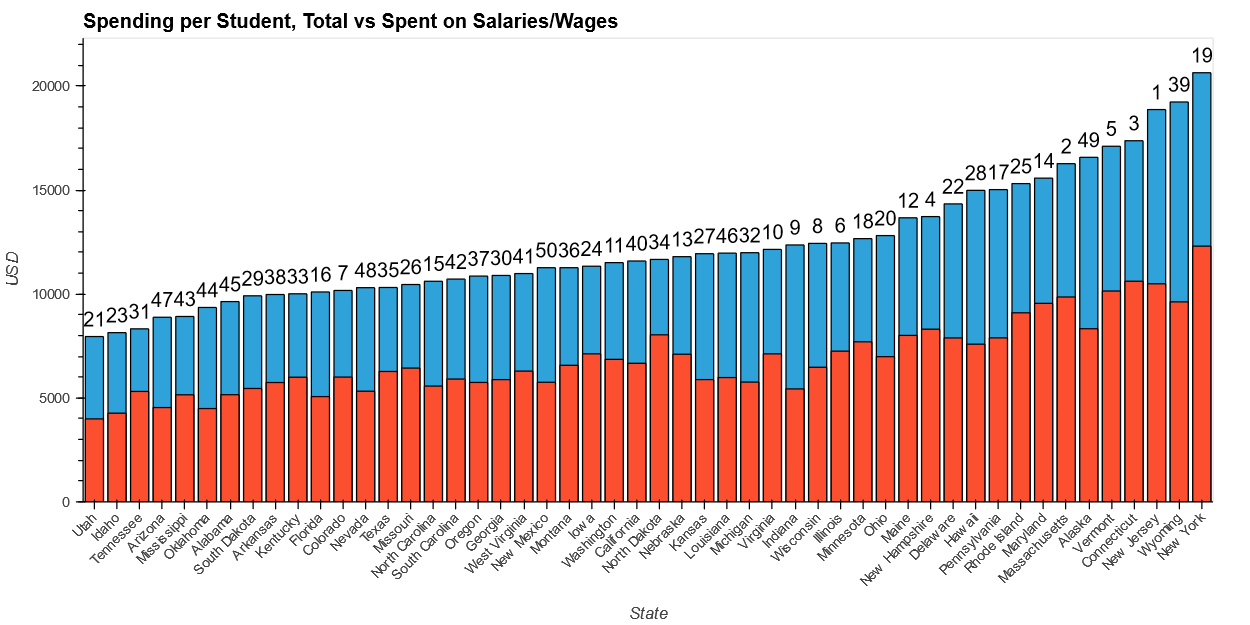 Spending per Student, Total vs Spent on Salaries/Wages
USD
20000
15000
10000
5000
0
21 23 31 47 43 44 45 29 38 33 16 7 48 35 26 15 42 37 30 41 50 36 24 11 40 34 13 27 46 32 10 9 8 6 18 20 12 4 22 28 17 25 14 2 49 5 3 1 39 19
Utah
Idaho
Tennessee
Arizona
Mississippi
Oklahoma
Alabama
South Dakota
Arkansas
Kentucky
Florida
Colorado
Nevada
Texas
Missouri
North Carolina
South Carolina
Oregon
Georgia
West Virginia
New Mexico
Montana
Iowa
Washington
California
North Dakota
Nebraska
Kansas
Louisiana
Michigan
Virginia
Indiana
Wisconsin
Illinois
Minnesota
Ohio
Maine
New Hampshire
Delaware
Hawaii
Pennsylvania
Rhode Island
Maryland
Massachusetts
Alaska
Vermont
Connecticut
New Jersey
Wyoming
New York
State